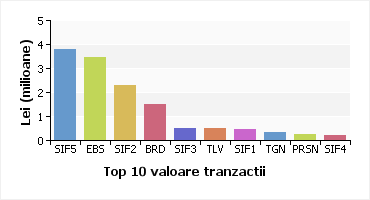 5
4
3
2
1
0
Lei (milioane)
SIF5 EBS SIF2 BRD SIF3 TLV SIF1 TGN PRSN SIF4
Top 10 valoare tranzactii